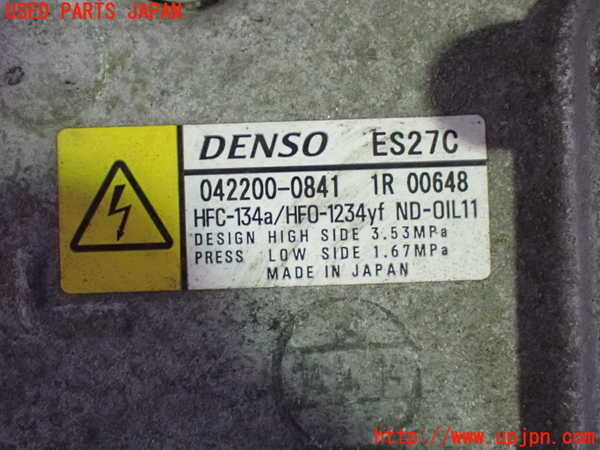 USED PARTS JAPAN
DENSO ES27C
042200-0841 1R 00648
HFC-134a/HFO-1234yf ND-OIL11
DESIGN HIGH SIDE 3.53MPa
PRESS LOW SIDE 1.67MPa
MADE IN JAPAN
http://www.upjpn.com/